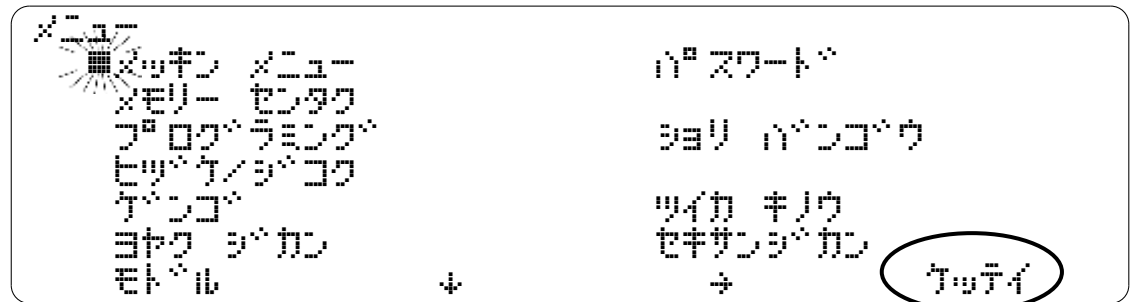 メニュー
■メッキン メニュー パスワード
メモリー センタク
プログラミング ショリ バンゴウ
ヒヅケ/ジコク
ゲンゴ ツイカ キノウ
ヨヤク ジカン セキサンジカン
モドル ↓ → ケッテイ